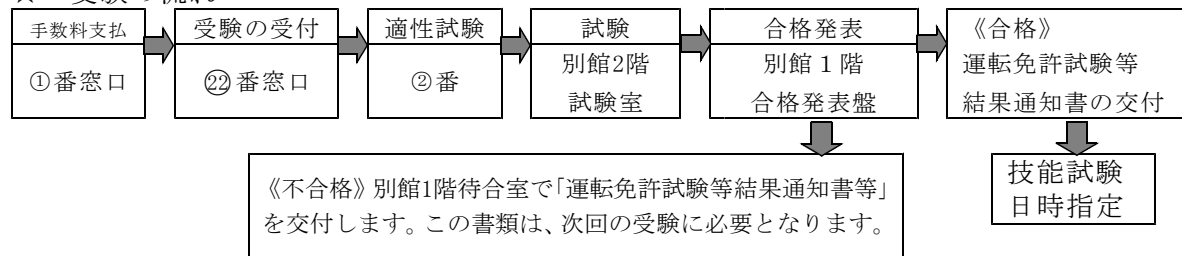 手数料支払
①番窓口
受験の受付
㉒番窓口
適性試験
②番
試験
別館2階
試験室
合格発表
別館1階
合格発表盤
《合格》
運転免許試験等
結果通知書の交付
《不合格》別館1階待合室で「運転免許試験等結果通知書等」
を交付します。この書類は、次回の受験に必要となります。
技能試験
日時指定